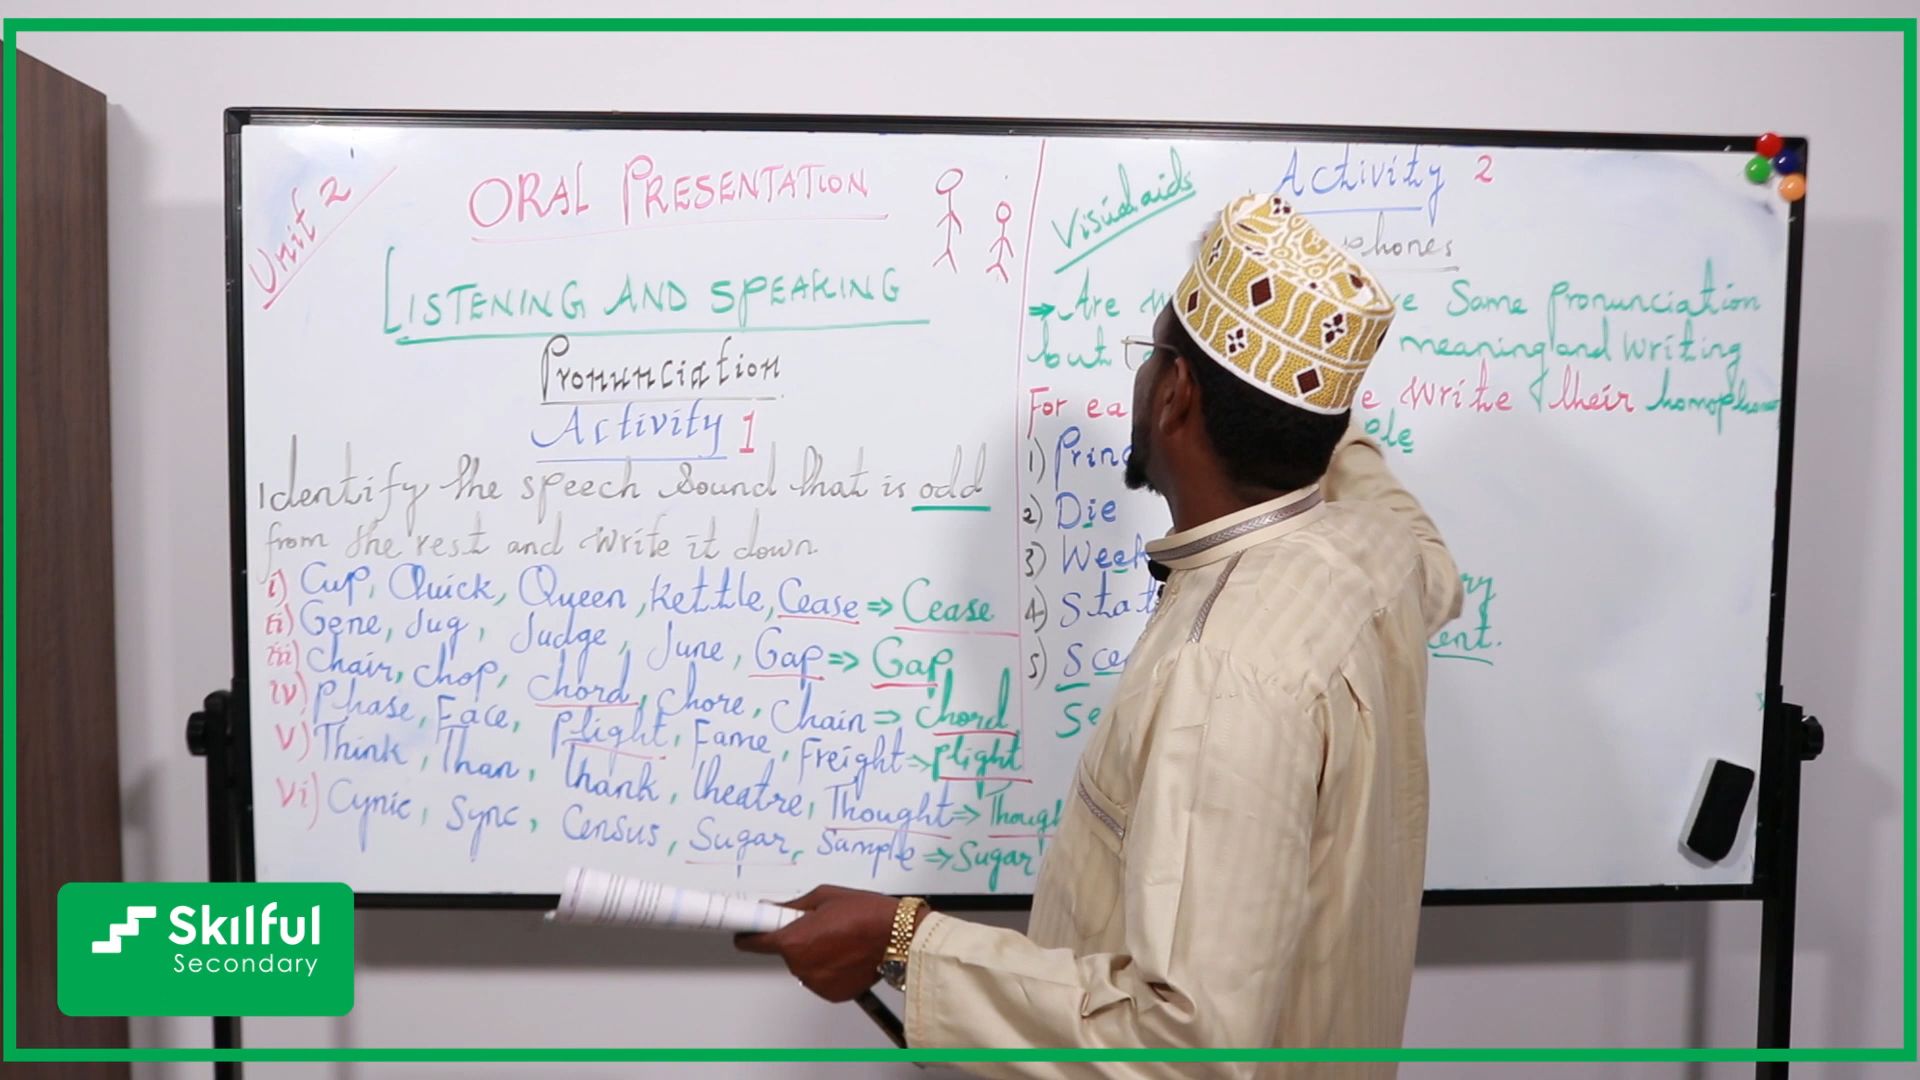 Unit 2
ORAL PRESENTATION
LISTENING AND SPEAKING
Pronunciation
Activity 1
Identify the speech sound that is odd
from the rest and write it down
i) Cup, Quick, Queen, kettle, Cease => Cease
ii) Gene, Jug, Judge, June, Gap => Gap
iii) Chair, chop, chord, chore, chain => chord
iv) Phase, Face, Plight, Fame, Freight => plight
v) Think, Than, Thank, theatre, Thought => Though
vi) Cynic, Sync, Census, Sugar, Sample => Sugar
Visual aids
Activity 2
phones
=> Are Same pronunciation
but meaning and writing
For ea write their homophones
1) Princ ple
2) Die
3) Week
4) Stat ry
5) Sce ent.
Se
Skilful
Secondary